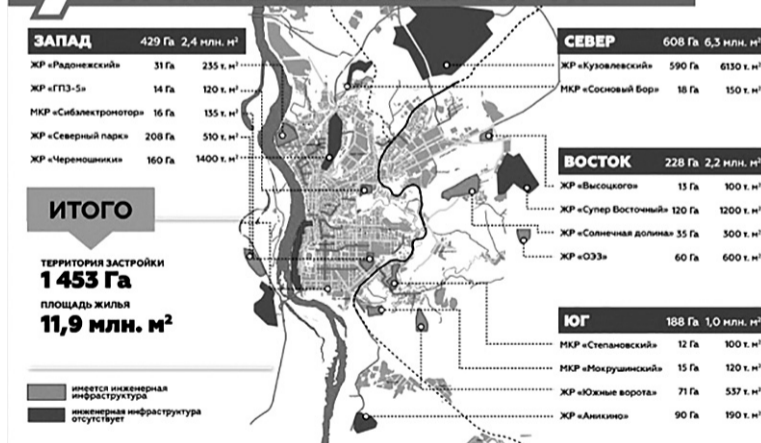 ЗАПАД 429 Га 2,4 млн. м²
ЖР «Радонежский» 31 Га 235 т. м²
ЖР «ГПЗ-5» 14 Га 120 т. м²
МКР «Сибэлектромотор» 16 Га 135 т. м²
ЖР «Северный парк» 208 Га 510 т. м²
ЖР «Черемошники» 160 Га 1400 т. м²
ИТОГО
ТЕРРИТОРИЯ ЗАСТРОЙКИ
1 453 Га
ПЛОЩАДЬ ЖИЛЬЯ
11,9 млн. м²
имеется инженерная
инфраструктура
инженерная инфраструктура
отсутствует
СЕВЕР 608 Га 6,3 млн. м²
ЖР «Кузовлевский» 590 Га 6130 т. м²
МКР «Сосновый Бор» 18 Га 150 т. м²
ВОСТОК 228 Га 2,2 млн. м²
ЖР «Высоцкого» 13 Га 100 т. м²
ЖР «Супер Восточный» 120 Га 1200 т. м²
ЖР «Солнечная долина» 35 Га 300 т. м²
ЖР «ОЭЗ» 60 Га 600 т. м²
ЮГ 188 Га 1,0 млн. м²
МКР «Степановский» 12 Га 100 т. м²
МКР «Мокрушинский» 15 Га 120 т. м²
ЖР «Южные ворота» 71 Га 537 т. м²
ЖР «Аникино» 90 Га 190 т. м²